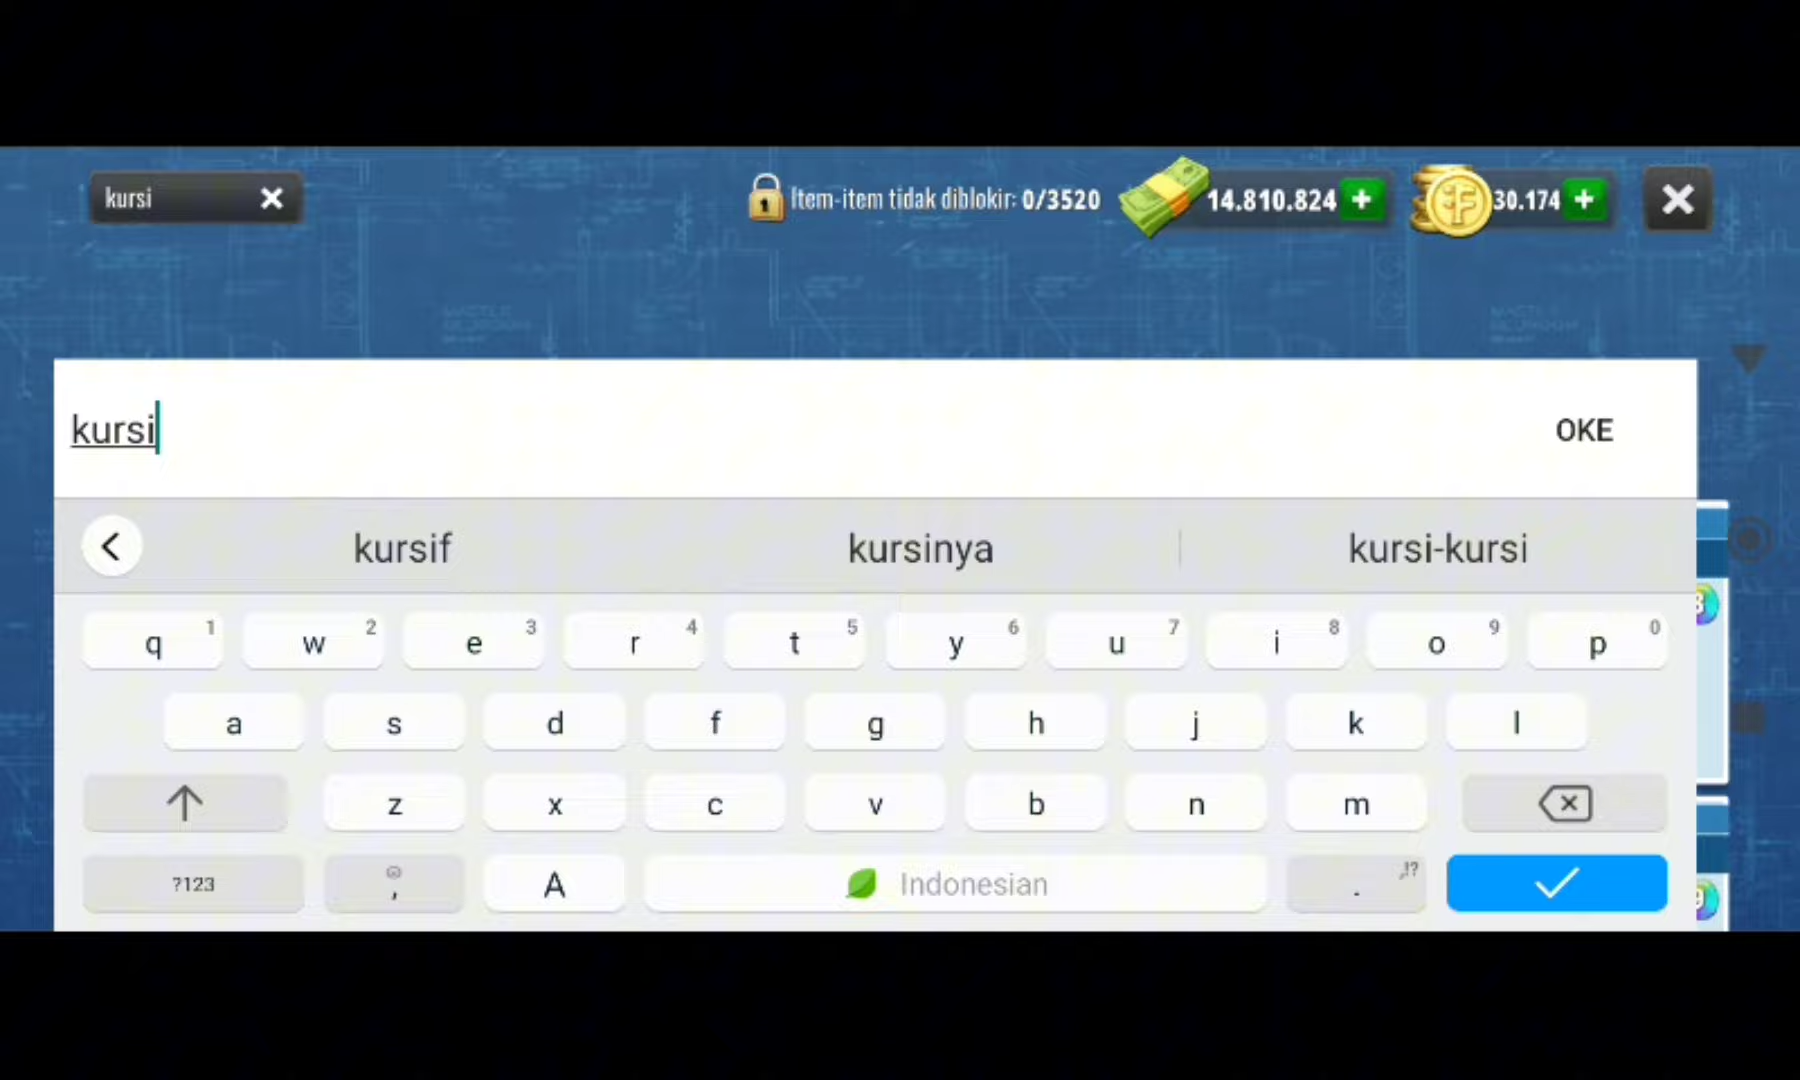 kursi
Item-item tidak diblokir: 0/3520
14.810.824
30.174
kursi
OKE
kursif kursinya kursi-kursi
q 1 w 2 e 3 r 4 t 5 y 6 u 7 i 8 o 9 p 0
a s d f g h j k l
z x c v b n m
?123 , A Indonesian . ,!?